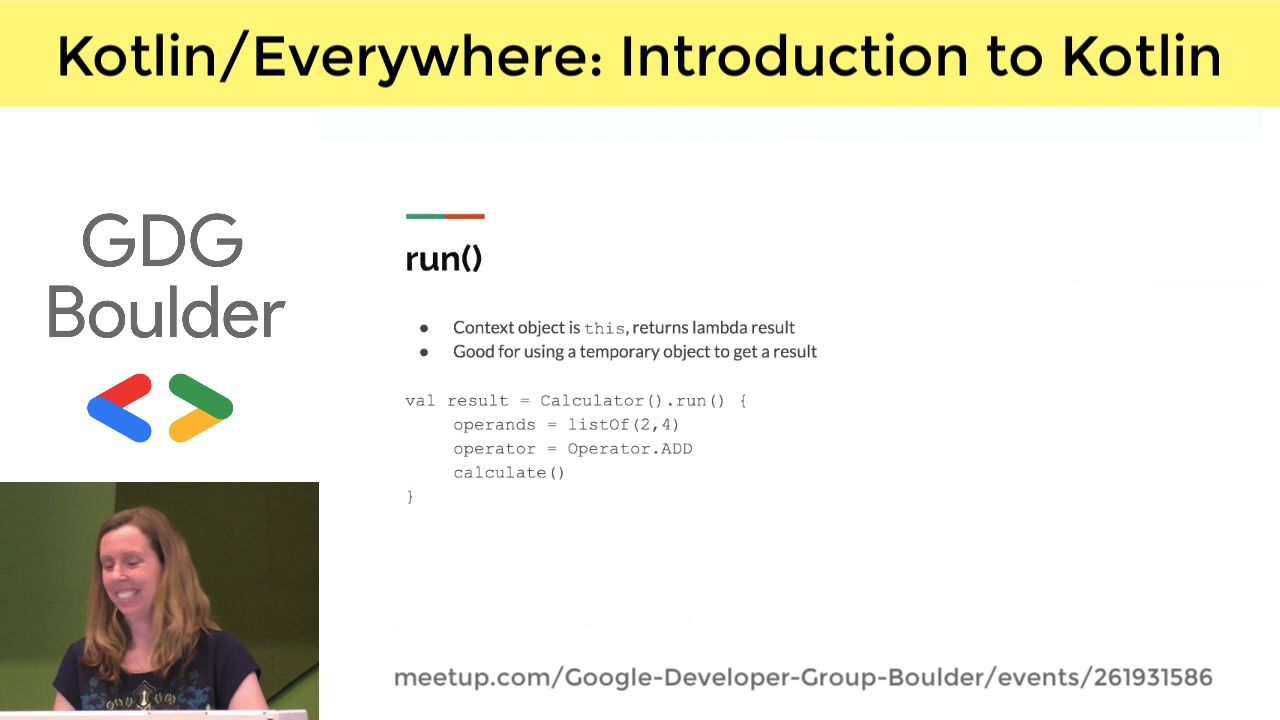 Kotlin/Everywhere: Introduction to Kotlin
GDG
Boulder
run()
● Context object is this, returns lambda result
● Good for using a temporary object to get a result
val result = Calculator().run() {
operands = listOf(2,4)
operator = Operator.ADD
calculate()
}
meetup.com/Google-Developer-Group-Boulder/events/261931586